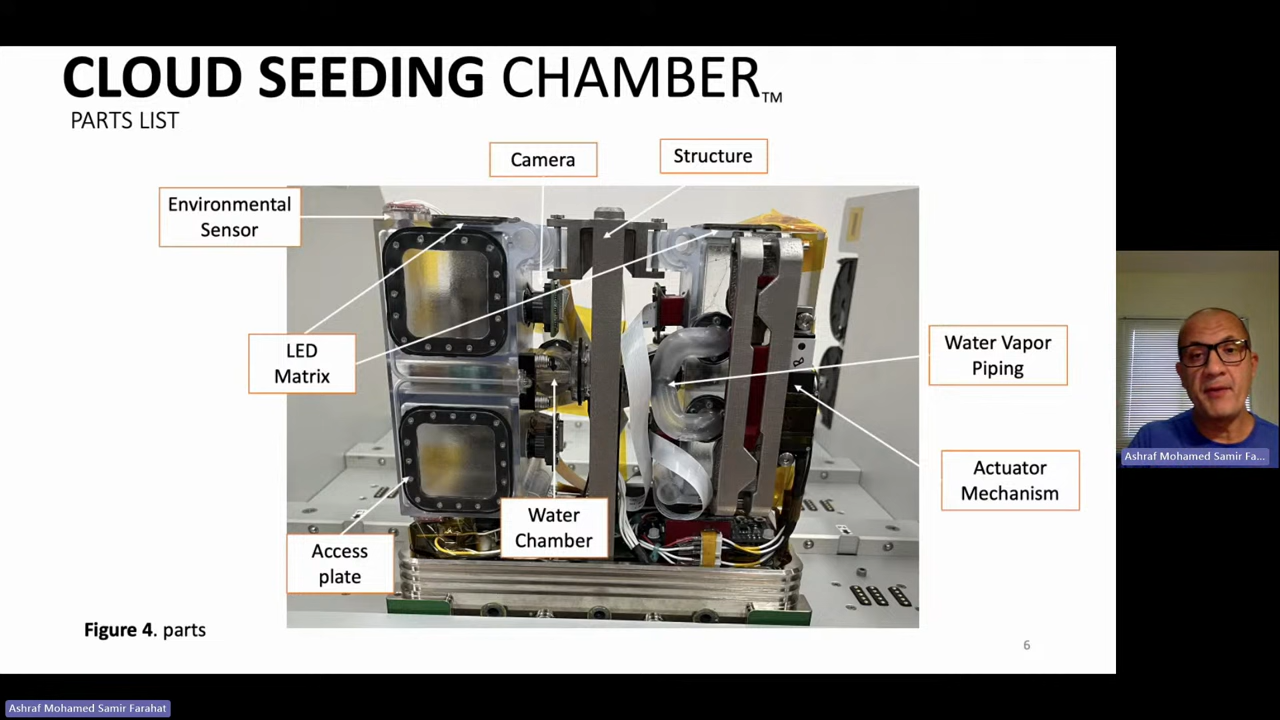 CLOUD SEEDING CHAMBER™
PARTS LIST
Camera
Structure
Environmental
Sensor
LED
Matrix
Water Vapor
Piping
Actuator
Mechanism
Water
Chamber
Access
plate
Figure 4. parts
6
Ashraf Mohamed Samir Fa...
Ashraf Mohamed Samir Farahat